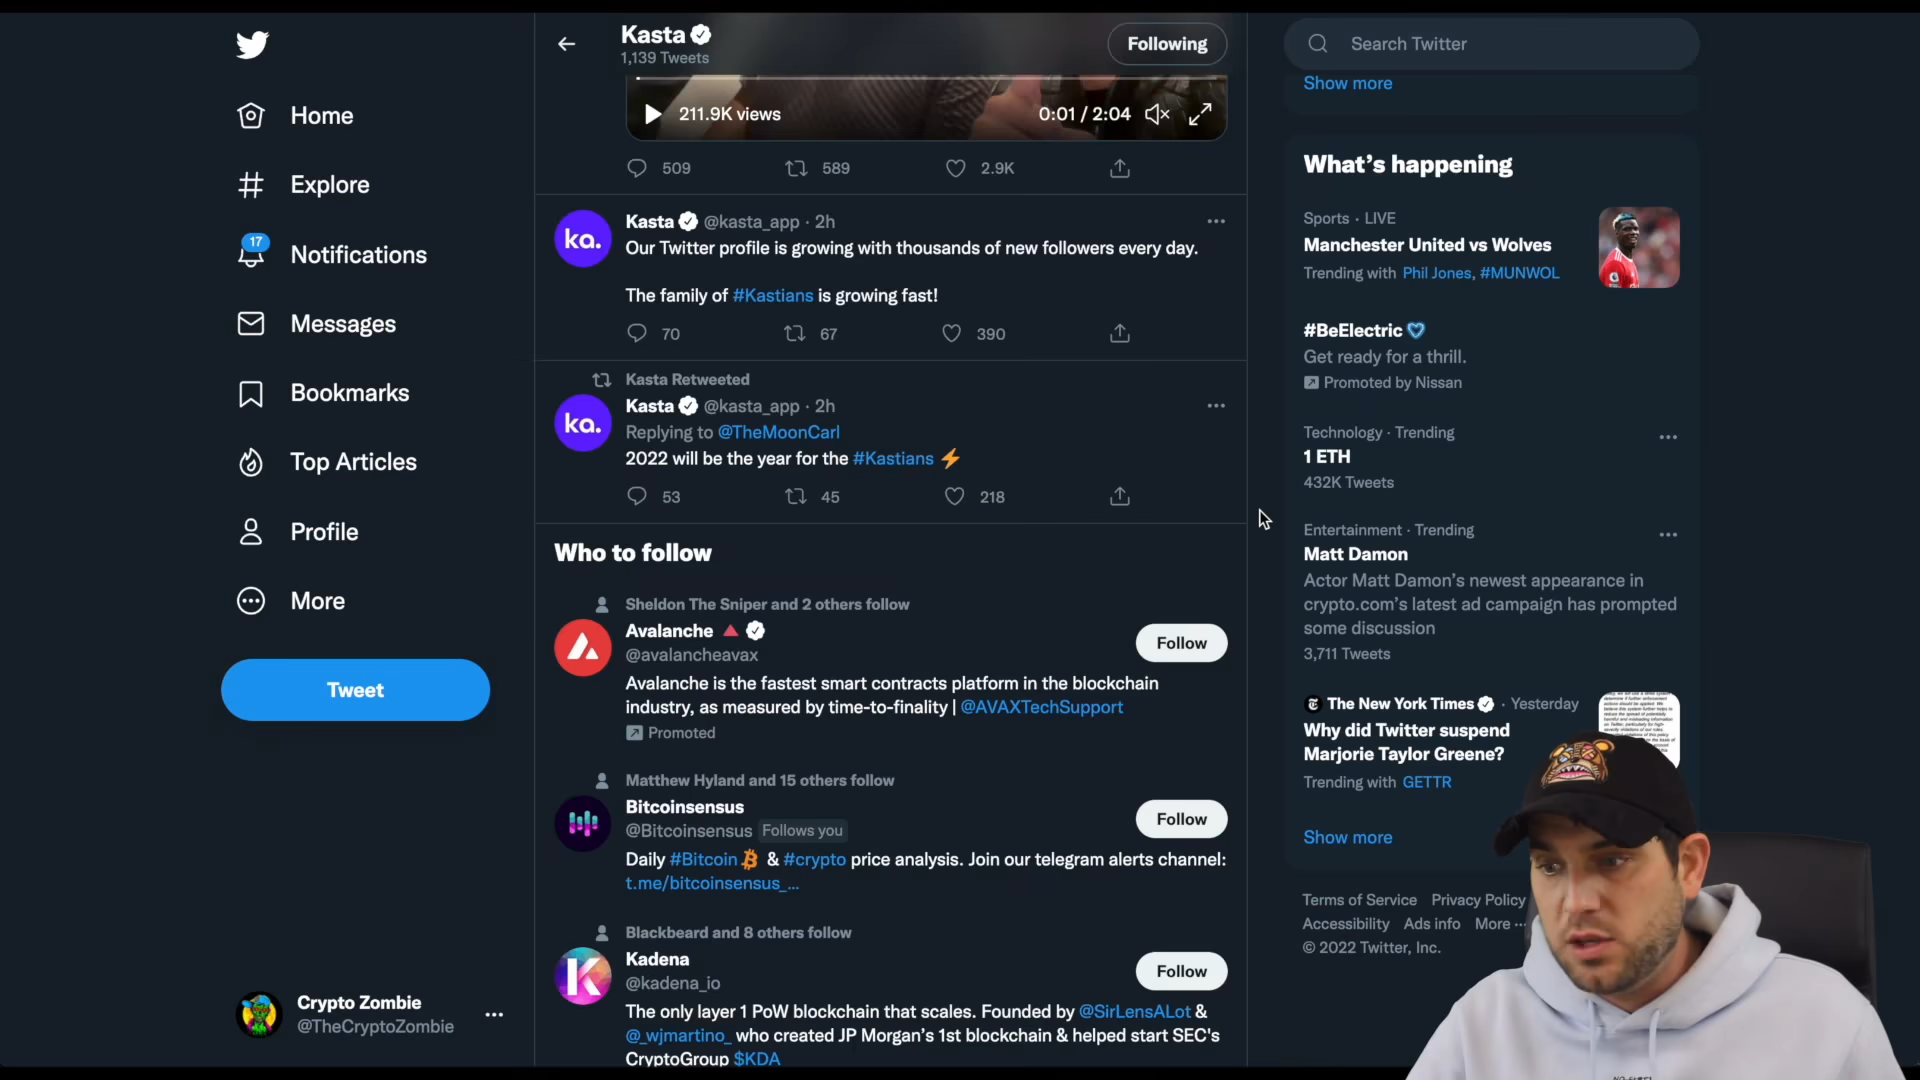 Home
Explore
17
Notifications
Messages
Bookmarks
Top Articles
Profile
More
Tweet
Crypto Zombie
@TheCryptoZombie
Kasta
1,139 Tweets
Following
211.9K views
0:01 / 2:04
509 589 2.9K
ka.
Kasta @kasta_app · 2h
Our Twitter profile is growing with thousands of new followers every day.
The family of #Kastians is growing fast!
70 67 390
Kasta Retweeted
ka.
Kasta @kasta_app · 2h
Replying to @TheMoonCarl
2022 will be the year for the #Kastians ⚡
53 45 218
Who to follow
Sheldon The Sniper and 2 others follow
Avalanche
@avalancheavax
Follow
Avalanche is the fastest smart contracts platform in the blockchain
industry, as measured by time-to-finality | @AVAXTechSupport
Promoted
Matthew Hyland and 15 others follow
Bitcoinsensus
@Bitcoinsensus Follows you
Follow
Daily #Bitcoin & #crypto price analysis. Join our telegram alerts channel:
t.me/bitcoinsensus_…
Blackbeard and 8 others follow
Kadena
@kadena_io
Follow
The only layer 1 PoW blockchain that scales. Founded by @SirLensALot &
@_wjmartino_ who created JP Morgan's 1st blockchain & helped start SEC's
CryptoGroup $KDA
Search Twitter
Show more
What's happening
Sports · LIVE
Manchester United vs Wolves
Trending with Phil Jones, #MUNWOL
#BeElectric
Get ready for a thrill.
Promoted by Nissan
Technology · Trending
1 ETH
432K Tweets
Entertainment · Trending
Matt Damon
Actor Matt Damon's newest appearance in
crypto.com's latest ad campaign has prompted
some discussion
3,711 Tweets
The New York Times · Yesterday
Why did Twitter suspend
Marjorie Taylor Greene?
Trending with GETTR
Show more
Terms of Service Privacy Policy
Accessibility Ads info More ···
© 2022 Twitter, Inc.